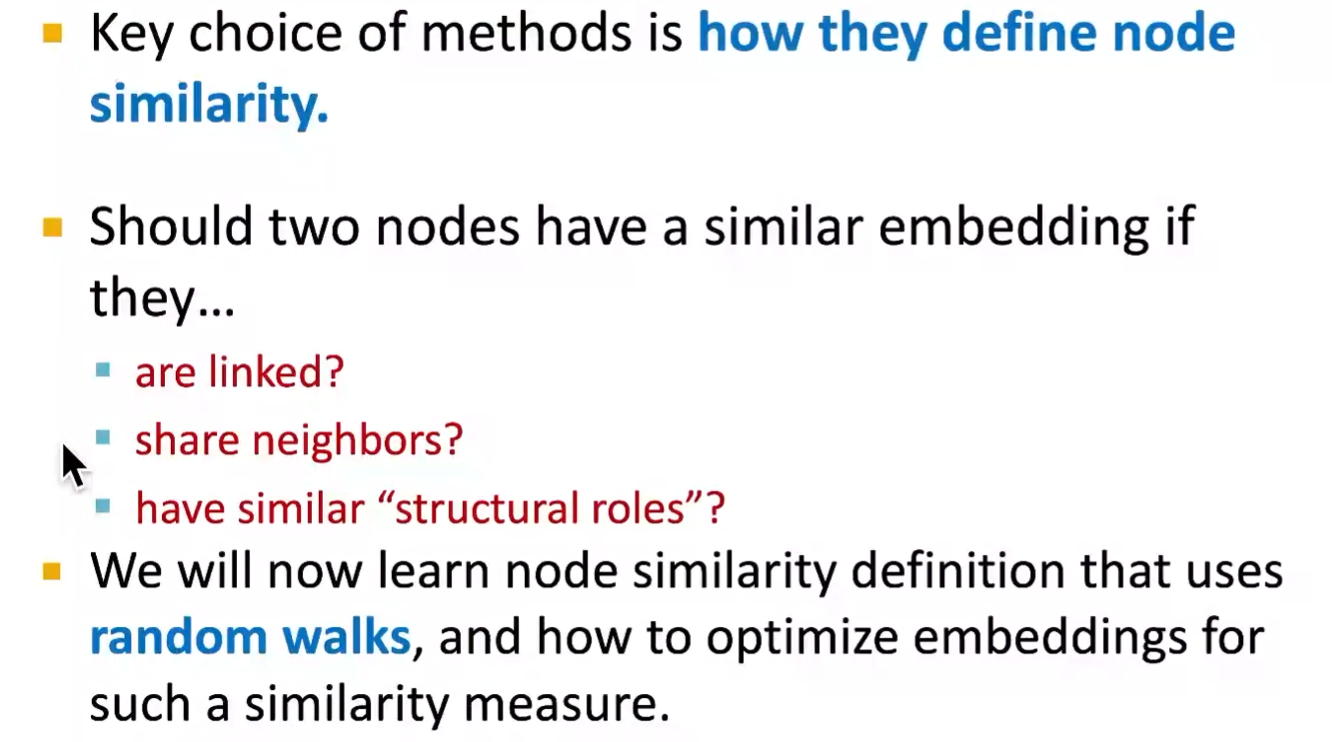 Key choice of methods is how they define node
similarity.
Should two nodes have a similar embedding if
they…
are linked?
share neighbors?
have similar “structural roles”?
We will now learn node similarity definition that uses
random walks, and how to optimize embeddings for
such a similarity measure.